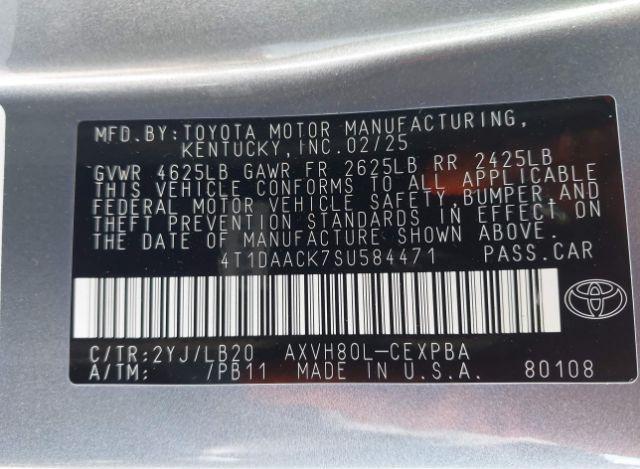 MFD.BY:TOYOTA MOTOR MANUFACTURING,
KENTUCKY,INC.02/25
GVWR 4625LB GAWR FR 2625LB RR 2425LB
THIS VEHICLE CONFORMS TO ALL APPLICABLE
FEDERAL MOTOR VEHICLE SAFETY,BUMPER,AND
THEFT PREVENTION STANDARDS IN EFFECT ON
THE DATE OF MANUFACTURE SHOWN ABOVE.
4T1DAACK7SU584471 PASS.CAR
C/TR:2YJ/LB20 AXVH80L-CEXPBA
A/TM: /PB11 MADE IN U.S.A. 80108